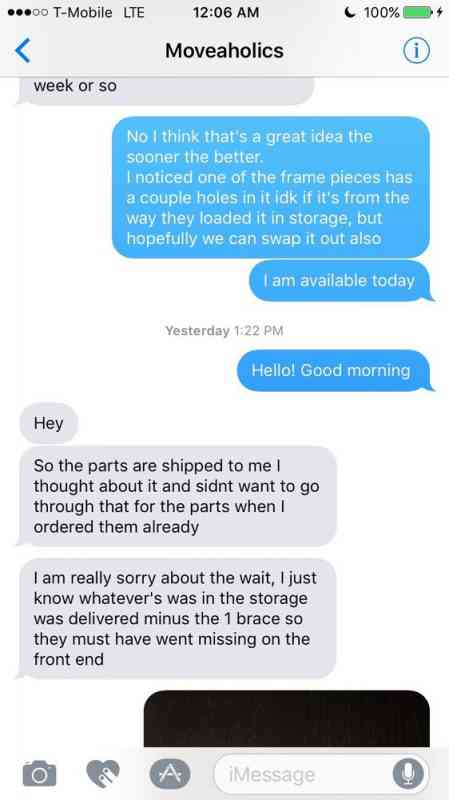 T-Mobile LTE 12:06 AM 100%
Moveaholics
week or so
No I think that's a great idea the
sooner the better.
I noticed one of the frame pieces has
a couple holes in it idk if it's from the
way they loaded it in storage, but
hopefully we can swap it out also
I am available today
Yesterday 1:22 PM
Hello! Good morning
Hey
So the parts are shipped to me I
thought about it and sidnt want to go
through that for the parts when I
ordered them already
I am really sorry about the wait, I just
know whatever's was in the storage
was delivered minus the 1 brace so
they must have went missing on the
front end
iMessage